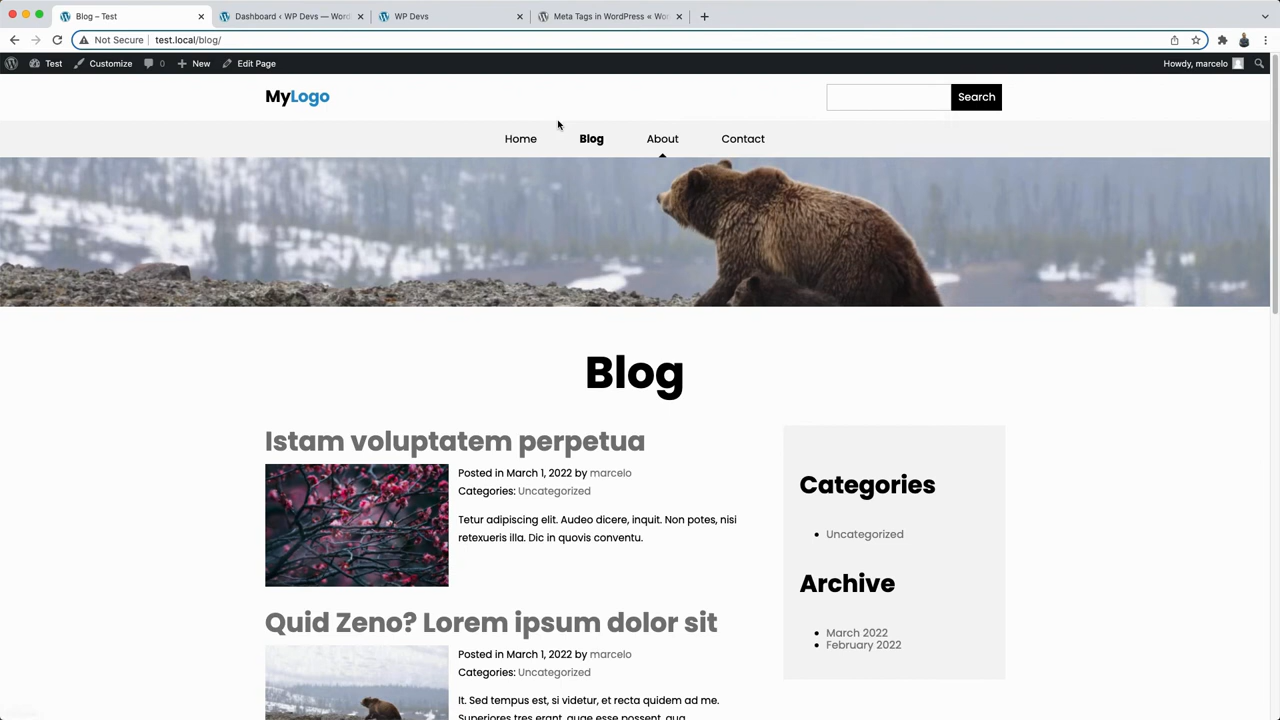 Blog – Test
Dashboard ‹ WP Devs — Word
WP Devs
Meta Tags in WordPress « Wor
Not Secure
test.local/blog/
Test
Customize
0
New
Edit Page
Howdy, marcelo
MyLogo
Search
Home
Blog
About
Contact
Blog
Istam voluptatem perpetua
Posted in March 1, 2022 by marcelo
Categories: Uncategorized
Tetur adipiscing elit. Audeo dicere, inquit. Non potes, nisi
retexueris illa. Dic in quovis conventu.
Quid Zeno? Lorem ipsum dolor sit
Posted in March 1, 2022 by marcelo
Categories: Uncategorized
It. Sed tempus est, si videtur, et recta quidem ad me.
Superiores tres erant, quae esse possent, qua
Categories
Uncategorized
Archive
March 2022
February 2022